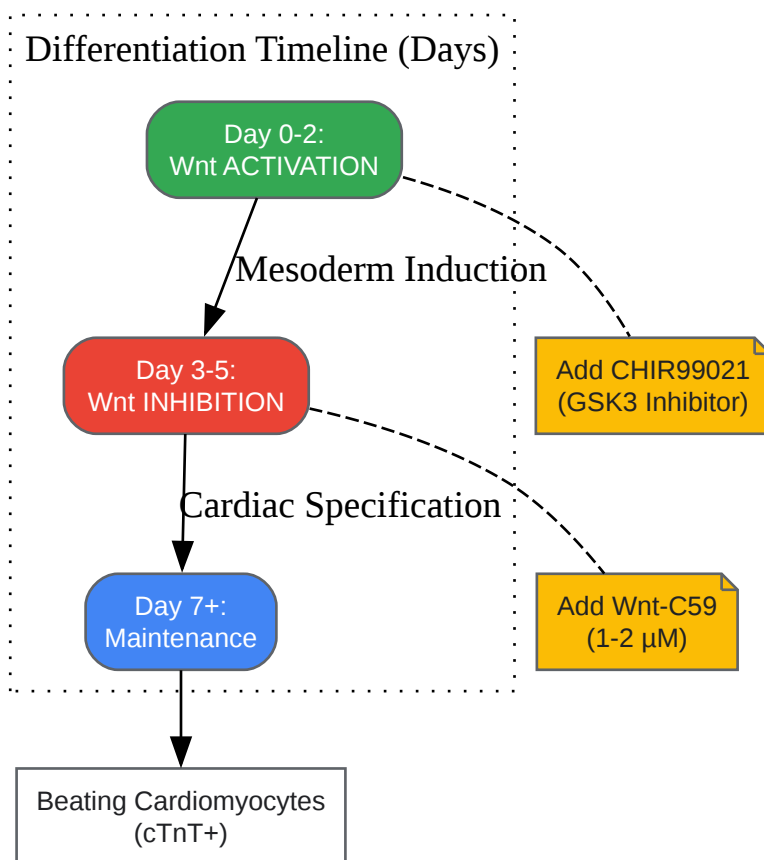 Differentiation Timeline (Days)
Day 0-2:
Wnt ACTIVATION
Mesoderm Induction
Day 3-5:
Wnt INHIBITION
Add CHIR99021
(GSK3 Inhibitor)
Cardiac Specification
Day 7+:
Maintenance
Add Wnt-C59
(1-2 µM)
Beating Cardiomyocytes
(cTnT+)